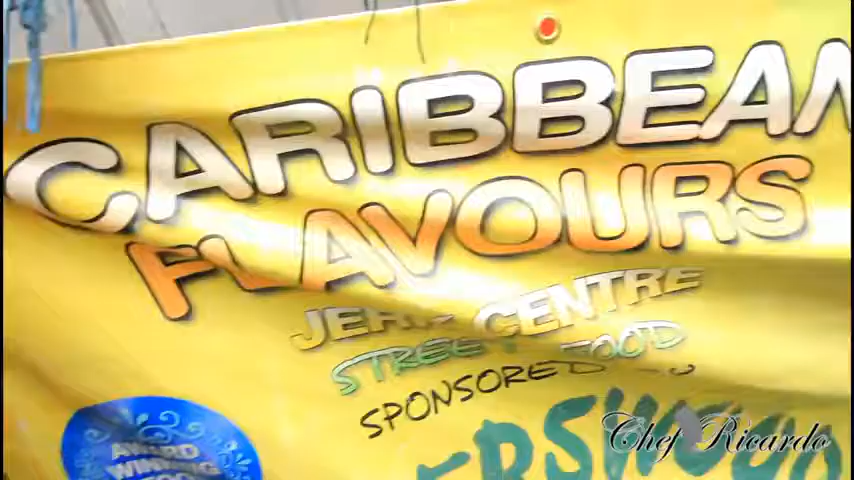 CARIBBEAN
FLAVOURS
JERK CENTRE
STREET FOOD
SPONSORED
AWARD
WINNING
FOOD
Chef Ricardo